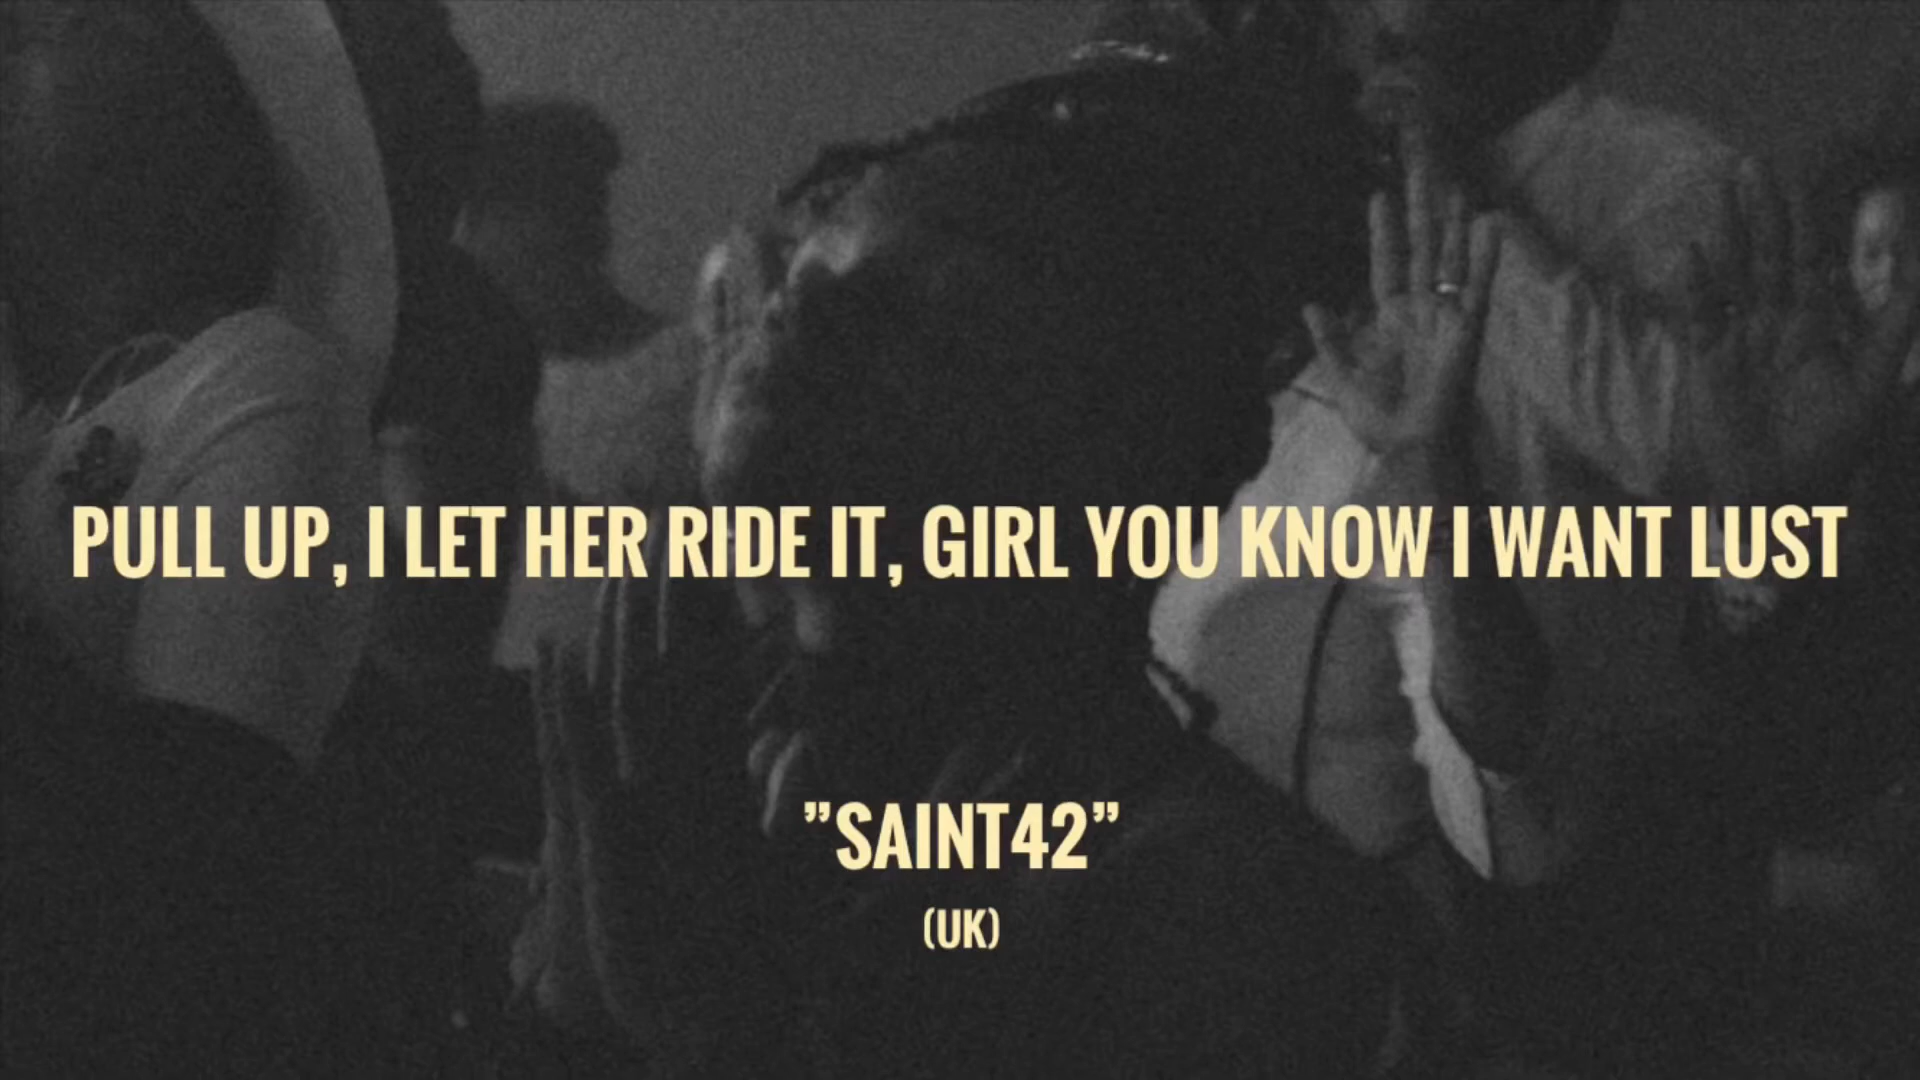 PULL UP, I LET HER RIDE IT, GIRL YOU KNOW I WANT LUST
”SAINT42”
(UK)